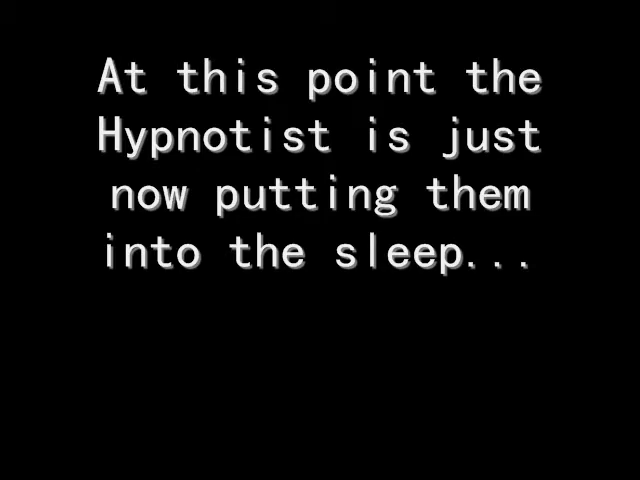 At this point the
Hypnotist is just
now putting them
into the sleep...